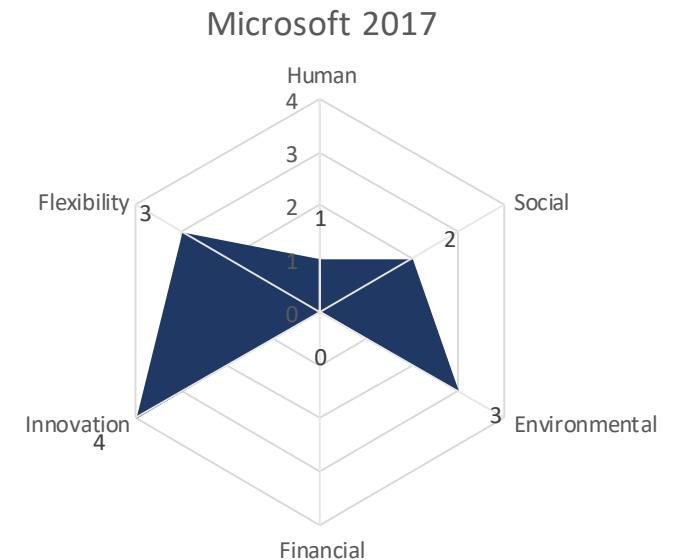 Microsoft 2017
Human
4
3
Flexibility
3
2
1
2
Social
1
0
0
Innovation
4
3
Environmental
Financial